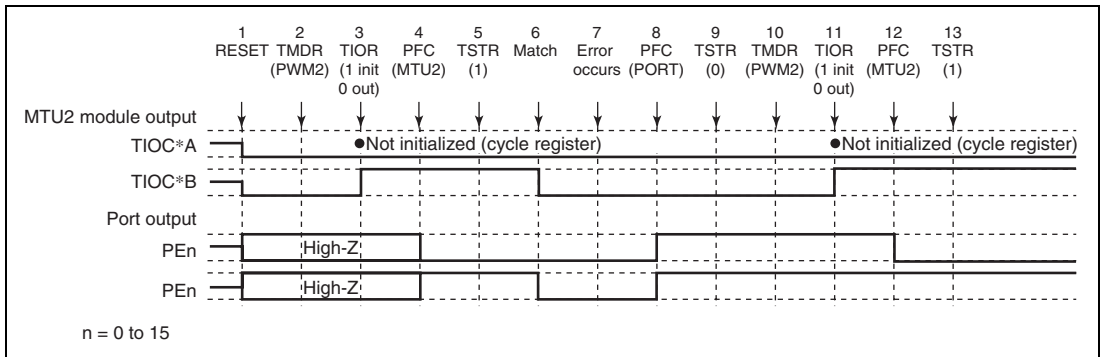 1 2 3 4 5 6 7 8 9 10 11 12 13
RESET TMDR TIOR PFC TSTR Match Error PFC TSTR TMDR TIOR PFC TSTR
(PWM2) (1 init (MTU2) (1) occurs (PORT) (0) (PWM2) (1 init (MTU2) (1)
0 out) 0 out)
MTU2 module output
TIOC*A ●Not initialized (cycle register) ●Not initialized (cycle register)
TIOC*B
Port output
PEn High-Z
PEn High-Z
n = 0 to 15